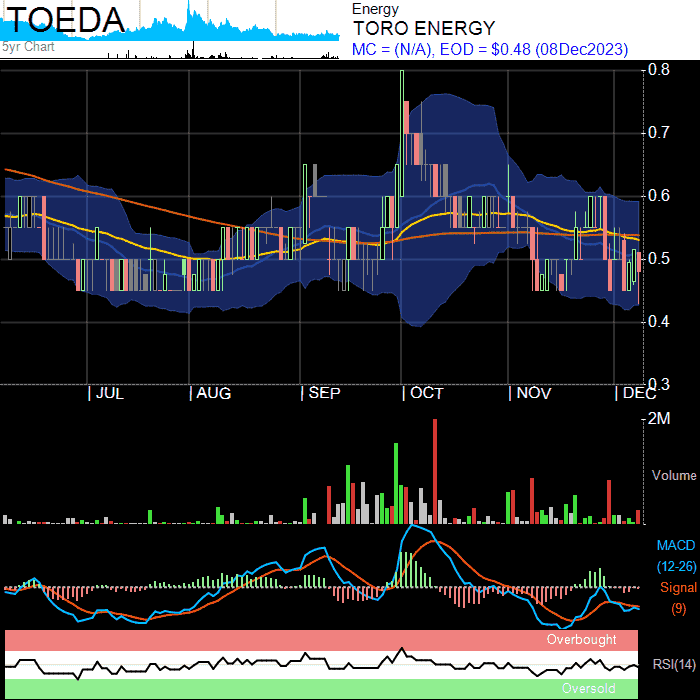 TOEDA
5yr Chart
Energy
TORO ENERGY
MC = (N/A), EOD = $0.48 (08Dec2023)
0.8
0.7
0.6
0.5
0.4
0.3
| JUL | AUG | SEP | OCT | NOV | DEC
2M
Volume
MACD
(12-26)
Signal
(9)
Overbought
RSI(14)
Oversold